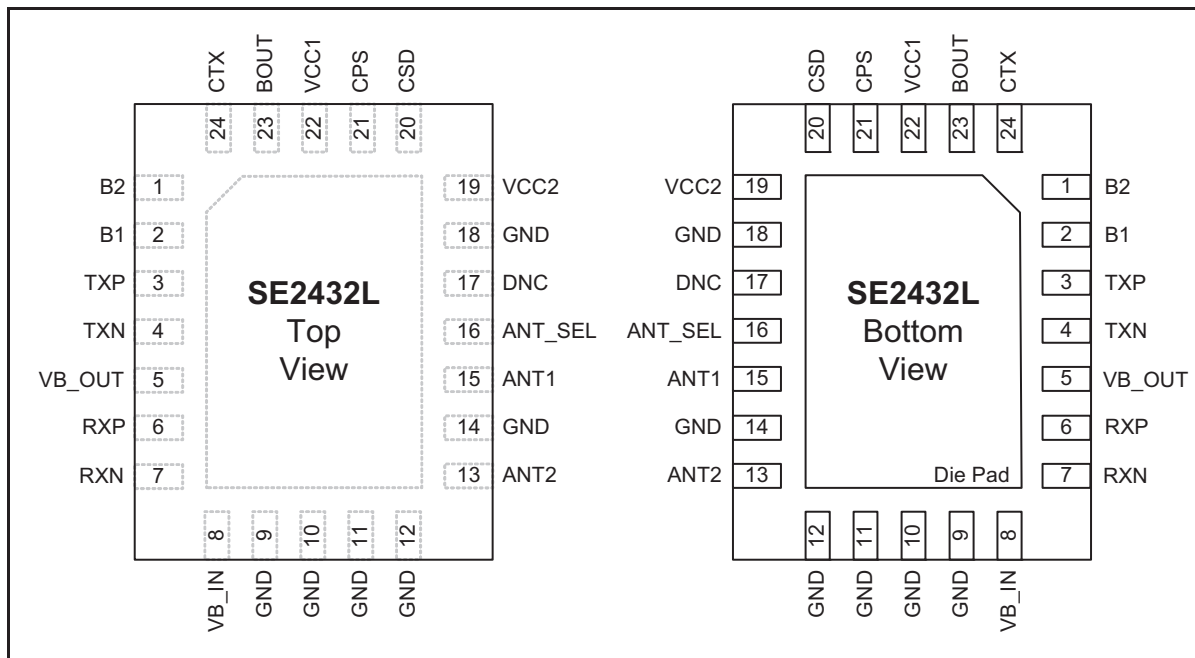 CTX BOUT VCC1 CPS CSD
24 23 22 21 20
B2 1 19 VCC2
B1 2 18 GND
TXP 3 17 DNC
TXN 4 16 ANT_SEL
VB_OUT 5 15 ANT1
RXP 6 14 GND
RXN 7 13 ANT2
SE2432L
Top
View
8 9 10 11 12
VB_IN GND GND GND GND
CSD CPS VCC1 BOUT CTX
20 21 22 23 24
VCC2 19 1 B2
GND 18 2 B1
DNC 17 3 TXP
ANT_SEL 16 4 TXN
ANT1 15 5 VB_OUT
GND 14 6 RXP
ANT2 13 7 RXN
SE2432L
Bottom
View
Die Pad
12 11 10 9 8
GND GND GND GND VB_IN